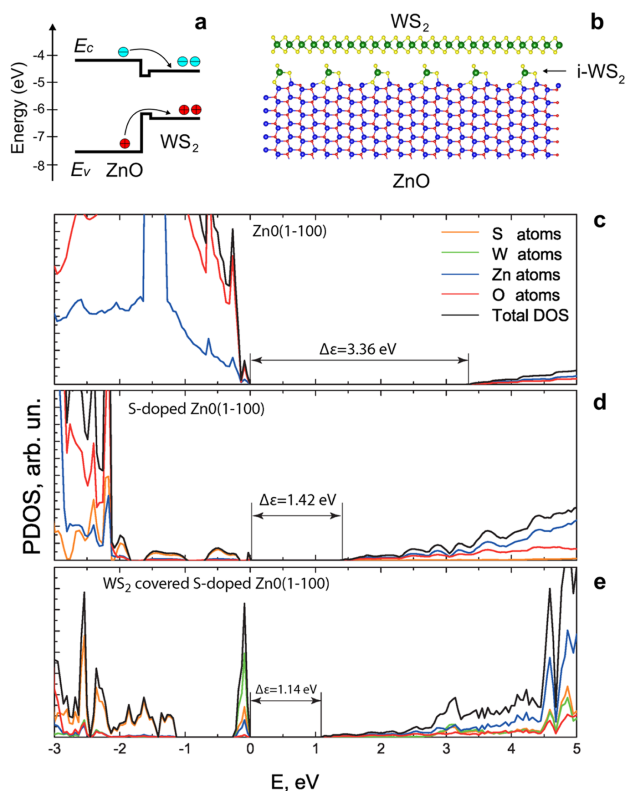 a
Energy (eV)
-4
-5
-6
-7
-8
Ec
Ev
ZnO
WS2
b
WS2
i-WS2
ZnO
PDOS, arb. un.
c
Zn0(1-100)
S atoms
W atoms
Zn atoms
O atoms
Total DOS
Δε=3.36 eV
d
S-doped Zn0(1-100)
Δε=1.42 eV
e
WS2 covered S-doped Zn0(1-100)
Δε=1.14 eV
-3 -2 -1 0 1 2 3 4 5
E, eV